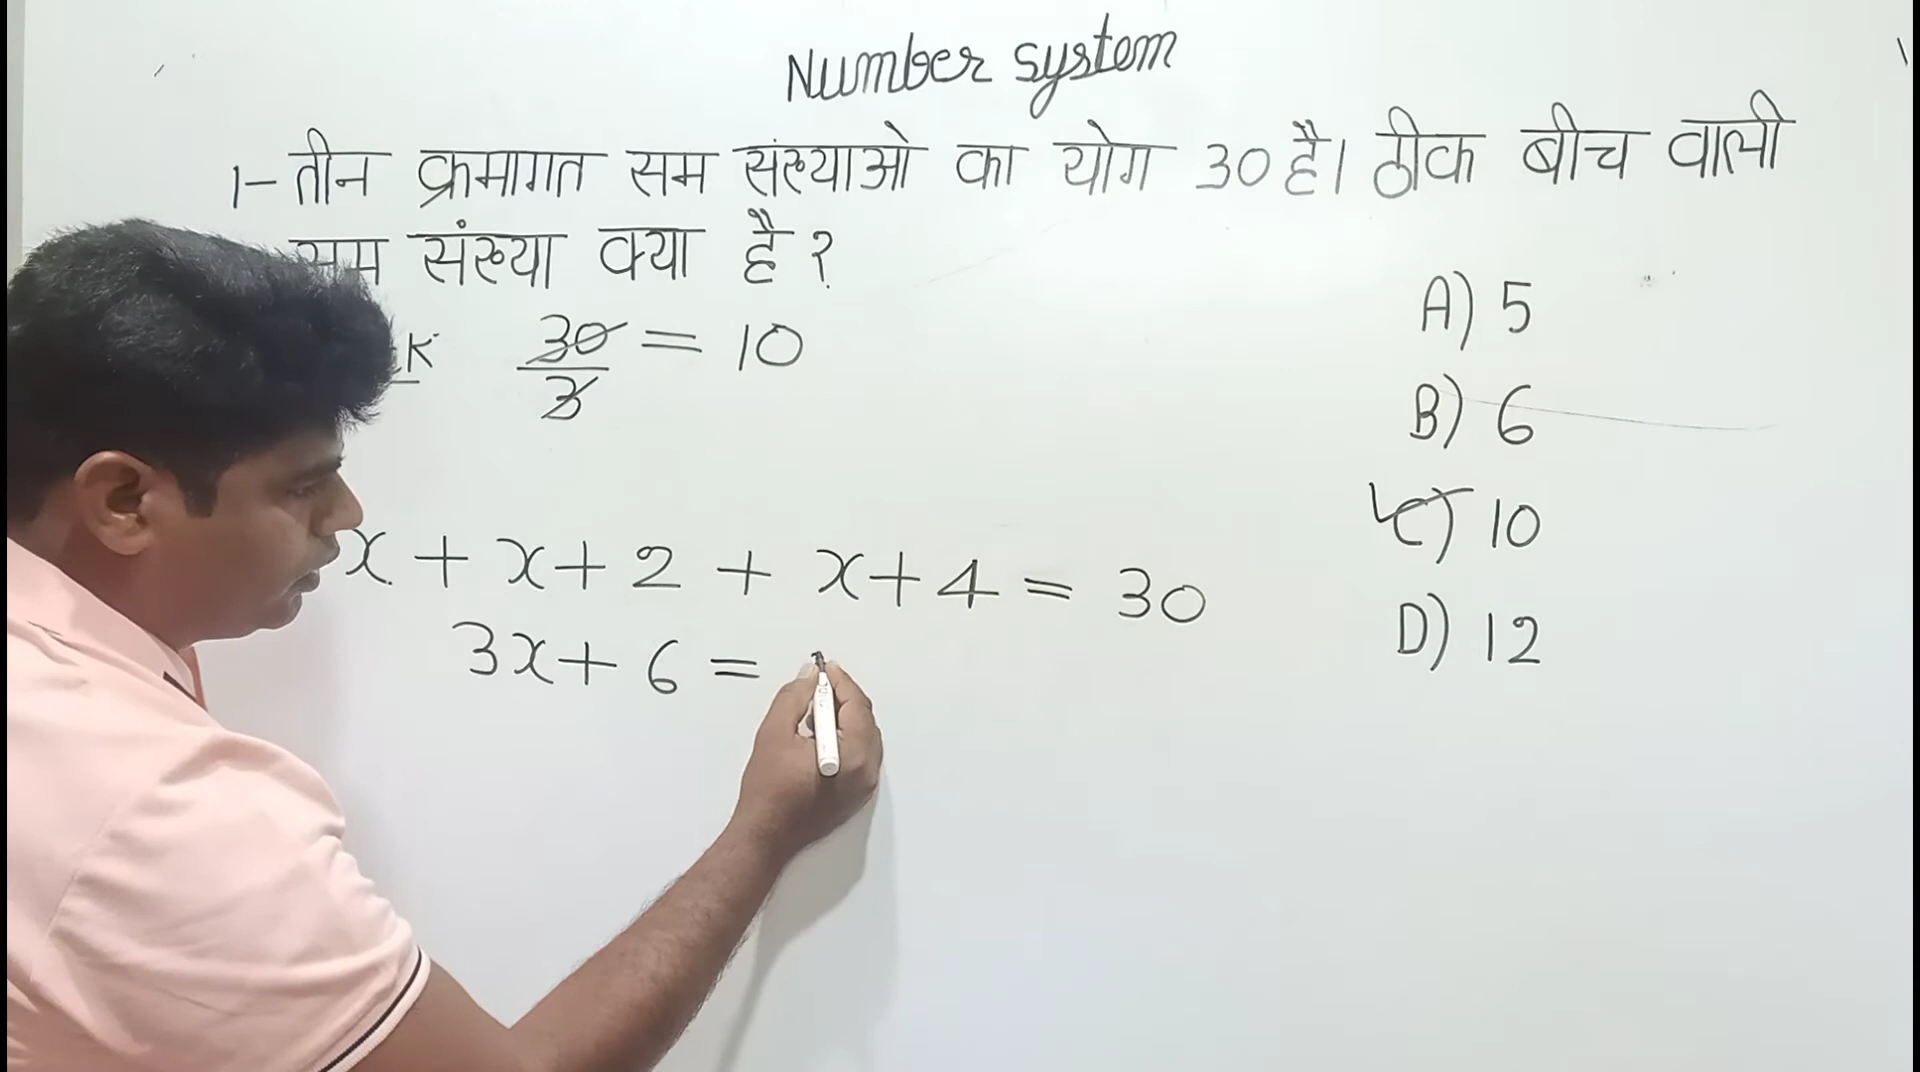 Number system
1- तीन क्रमागत सम संख्याओ का योग 30 है। ठीक बीच वाली
सम संख्या क्या है?
30/3 = 10
x + x+2 + x+4 = 30
3x+ 6 =
A) 5
B) 6
C) 10
D) 12